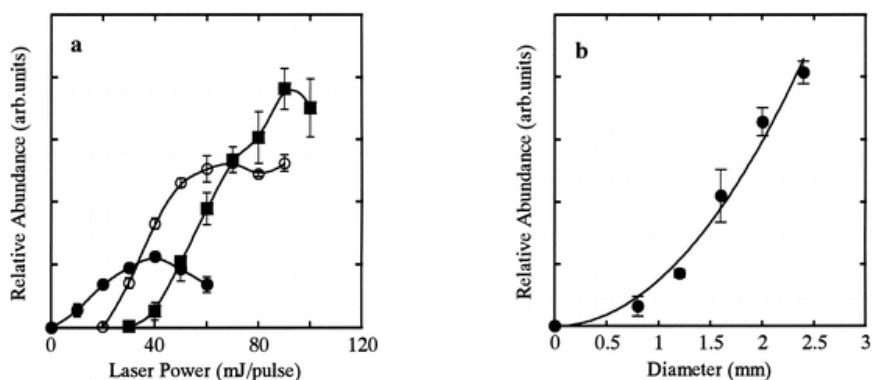 a
Relative Abundance (arb.units)
0 40 80 120
Laser Power (mJ/pulse)
b
Relative Abundance (arb.units)
0 0.5 1 1.5 2 2.5 3
Diameter (mm)